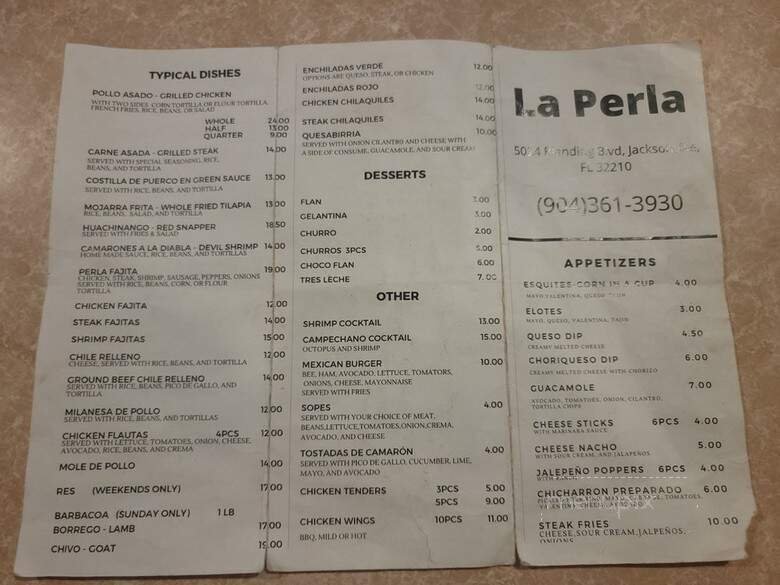 TYPICAL DISHES
POLLO ASADO - GRILLED CHICKEN
WITH TWO SIDES: CORN TORTILLA OR FLOUR TORTILLA,
FRENCH FRIES, RICE, BEANS, OR SALAD
WHOLE 24.00
HALF 13.00
QUARTER 9.00
CARNE ASADA - GRILLED STEAK 14.00
SERVED WITH SPECIAL SEASONING, RICE,
BEANS, AND TORTILLA
COSTILLA DE PUERCO EN GREEN SAUCE 13.00
SERVED WITH RICE, BEANS, AND TORTILLA
MOJARRA FRITA - WHOLE FRIED TILAPIA 13.00
RICE, BEANS, SALAD, AND TORTILLA
HUACHINANGO - RED SNAPPER 18.50
SERVED WITH FRIES & SALAD
CAMARONES A LA DIABLA - DEVIL SHRIMP 14.00
HOME MADE SAUCE, RICE, BEANS, AND TORTILLAS
PERLA FAJITA 19.00
CHICKEN, STEAK, SHRIMP, SAUSAGE, PEPPERS, ONIONS
SERVED WITH RICE, BEANS, CORN, OR FLOUR
TORTILLA
CHICKEN FAJITA 12.00
STEAK FAJITAS 14.00
SHRIMP FAJITAS 15.00
CHILE RELLENO 12.00
CHEESE, SERVED WITH RICE, BEANS, AND TORTILLA
GROUND BEEF CHILE RELLENO 14.00
SERVED WITH RICE, BEANS, PICO DE GALLO, AND
TORTILLA
MILANESA DE POLLO 12.00
SERVED WITH RICE, BEANS, AND TORTILLAS
CHICKEN FLAUTAS 4PCS 12.00
SERVED WITH LETTUCE, TOMATOES, ONION, CHEESE,
AVOCADO, RICE, BEANS, AND CREMA
MOLE DE POLLO 14.00
RES (WEEKENDS ONLY) 17.00
BARBACOA (SUNDAY ONLY) 1 LB
BORREGO - LAMB 17.00
CHIVO - GOAT 19.00
ENCHILADAS VERDE 12.00
OPTIONS ARE QUESO, STEAK, OR CHICKEN
ENCHILADAS ROJO 12.00
CHICKEN CHILAQUILES 14.00
STEAK CHILAQUILES 14.00
QUESABIRRIA 10.00
SERVED WITH ONION CILANTRO AND CHEESE WITH
A SIDE OF CONSUME, GUACAMOLE, AND SOUR CREAM
DESSERTS
FLAN 3.00
GELANTINA 3.00
CHURRO 2.00
CHURROS 3PCS 5.00
CHOCO FLAN 6.00
TRES LECHE 7.00
OTHER
SHRIMP COCKTAIL 13.00
CAMPECHANO COCKTAIL 15.00
OCTOPUS AND SHRIMP
MEXICAN BURGER 10.00
BEE, HAM, AVOCADO, LETTUCE, TOMATORS,
ONIONS, CHEESE, MAYONNAISE
SERVED WITH FRIES
SOPES 4.00
SERVED WITH YOUR CHOICE OF MEAT,
BEANS,LETTUCE,TOMATOES,ONION,CREMA,
AVOCADO, AND CHEESE
TOSTADAS DE CAMARÓN 4.00
SERVED WITH PICO DE GALLO, CUCUMBER, LIME,
MAYO, AND AVOCADO
CHICKEN TENDERS 3PCS 5.00
5PCS 9.00
CHICKEN WINGS 10PCS 11.00
BBQ, MILD OR HOT
La Perla
Blvd,
FL 32210
(904)361-3930
APPETIZERS
ESQUITES-CORN IN A CUP 4.00
MAYO,VALENTINA, QUESO TAJIN
ELOTES 3.00
MAYO, QUESO, VALENTINA, TAJIN
QUESO DIP 4.50
CREAMY MELTED CHEESE
CHORIQUESO DIP 6.00
CREAMY MELTED CHEESE WITH CHORIZO
GUACAMOLE 7.00
AVOCADO, TOMATOES, ONION, CILANTRO,
TORTILLA CHIPS
CHEESE STICKS 6PCS 4.00
WITH MARINARA SAUCE
CHEESE NACHO 5.00
WITH SOUR CREAM, AND JALAPEÑOS
JALEPEÑO POPPERS 6PCS 4.00
WITH RANCH
CHICHARRON PREPARADO 6.00
TOMATOES,
CHEESE, AVOCADO
STEAK FRIES 10.00
CHEESE,SOUR CREAM,JALPEÑOS,
ONIONS